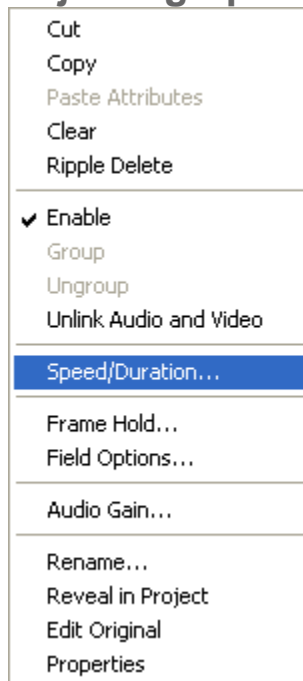 Cut
Copy
Paste Attributes
Clear
Ripple Delete
Enable
Group
Ungroup
Unlink Audio and Video
Speed/Duration...
Frame Hold...
Field Options...
Audio Gain...
Rename...
Reveal in Project
Edit Original
Properties